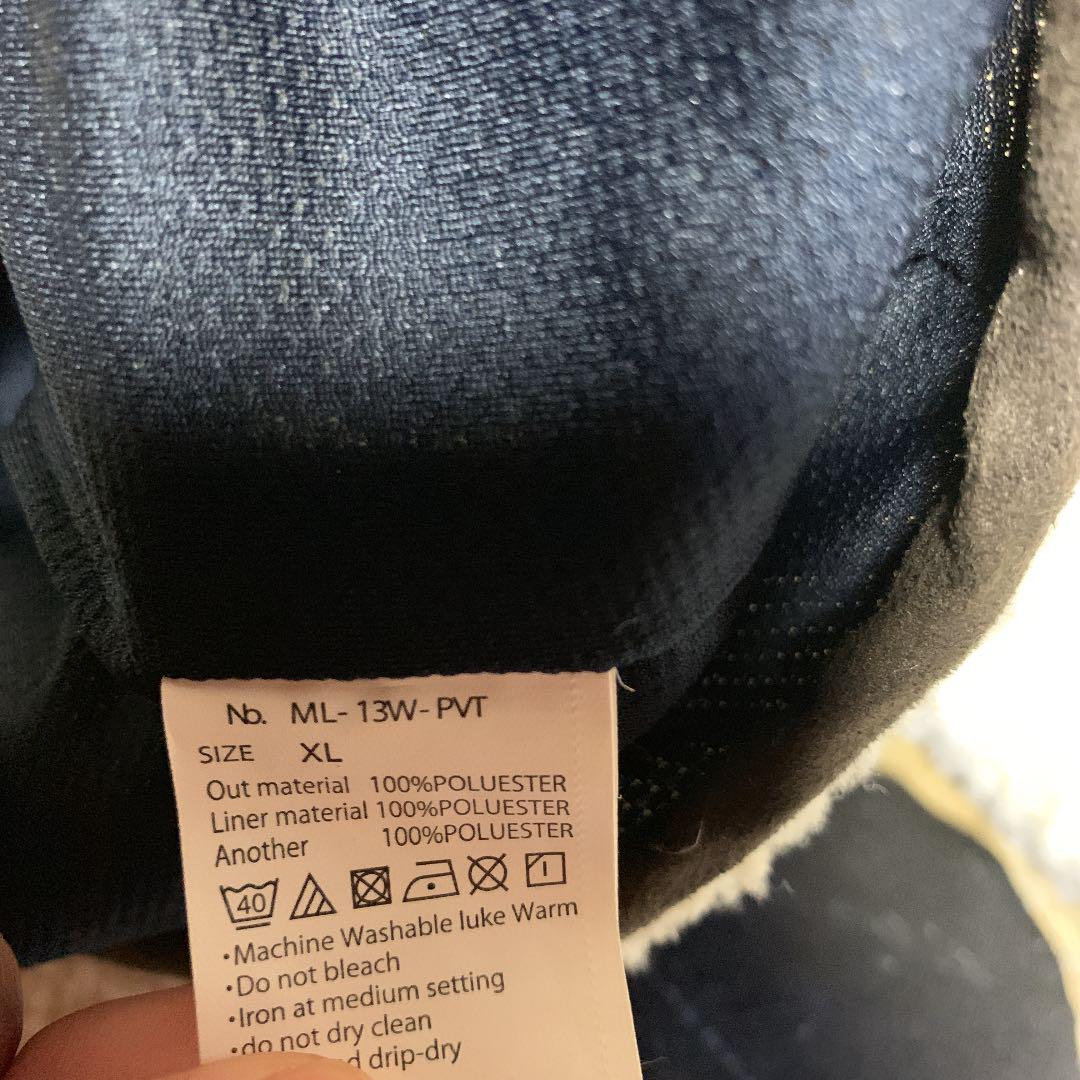 No. ML-13W-PVT
SIZE XL
Out material 100%POLUESTER
Liner material 100%POLUESTER
Another 100%POLUESTER
40
•Machine Washable luke Warm
•Do not bleach
•Iron at medium setting
•do not dry clean
drip-dry